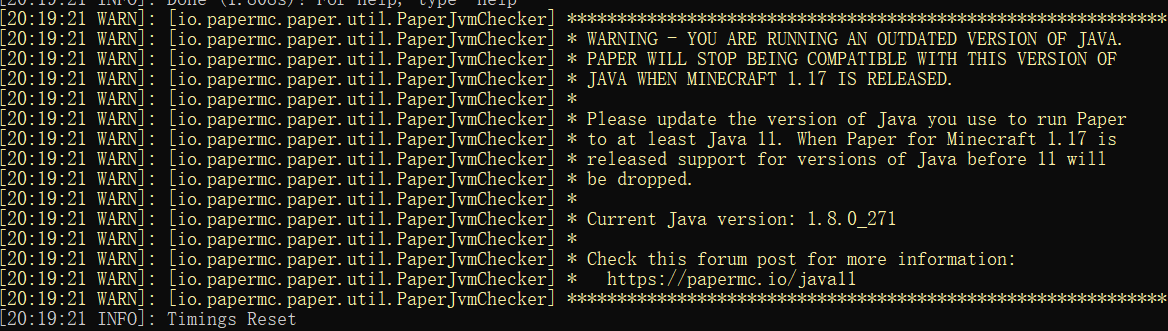 [20:19:21 INFO]: Done (1.808s)! For help, type "help"
[20:19:21 WARN]: [io.papermc.paper.util.PaperJvmChecker] ************************************************************
[20:19:21 WARN]: [io.papermc.paper.util.PaperJvmChecker] * WARNING - YOU ARE RUNNING AN OUTDATED VERSION OF JAVA.
[20:19:21 WARN]: [io.papermc.paper.util.PaperJvmChecker] * PAPER WILL STOP BEING COMPATIBLE WITH THIS VERSION OF
[20:19:21 WARN]: [io.papermc.paper.util.PaperJvmChecker] * JAVA WHEN MINECRAFT 1.17 IS RELEASED.
[20:19:21 WARN]: [io.papermc.paper.util.PaperJvmChecker] *
[20:19:21 WARN]: [io.papermc.paper.util.PaperJvmChecker] * Please update the version of Java you use to run Paper
[20:19:21 WARN]: [io.papermc.paper.util.PaperJvmChecker] * to at least Java 11. When Paper for Minecraft 1.17 is
[20:19:21 WARN]: [io.papermc.paper.util.PaperJvmChecker] * released support for versions of Java before 11 will
[20:19:21 WARN]: [io.papermc.paper.util.PaperJvmChecker] * be dropped.
[20:19:21 WARN]: [io.papermc.paper.util.PaperJvmChecker] *
[20:19:21 WARN]: [io.papermc.paper.util.PaperJvmChecker] * Current Java version: 1.8.0_271
[20:19:21 WARN]: [io.papermc.paper.util.PaperJvmChecker] *
[20:19:21 WARN]: [io.papermc.paper.util.PaperJvmChecker] * Check this forum post for more information:
[20:19:21 WARN]: [io.papermc.paper.util.PaperJvmChecker] *   https://papermc.io/java11
[20:19:21 WARN]: [io.papermc.paper.util.PaperJvmChecker] ************************************************************
[20:19:21 INFO]: Timings Reset